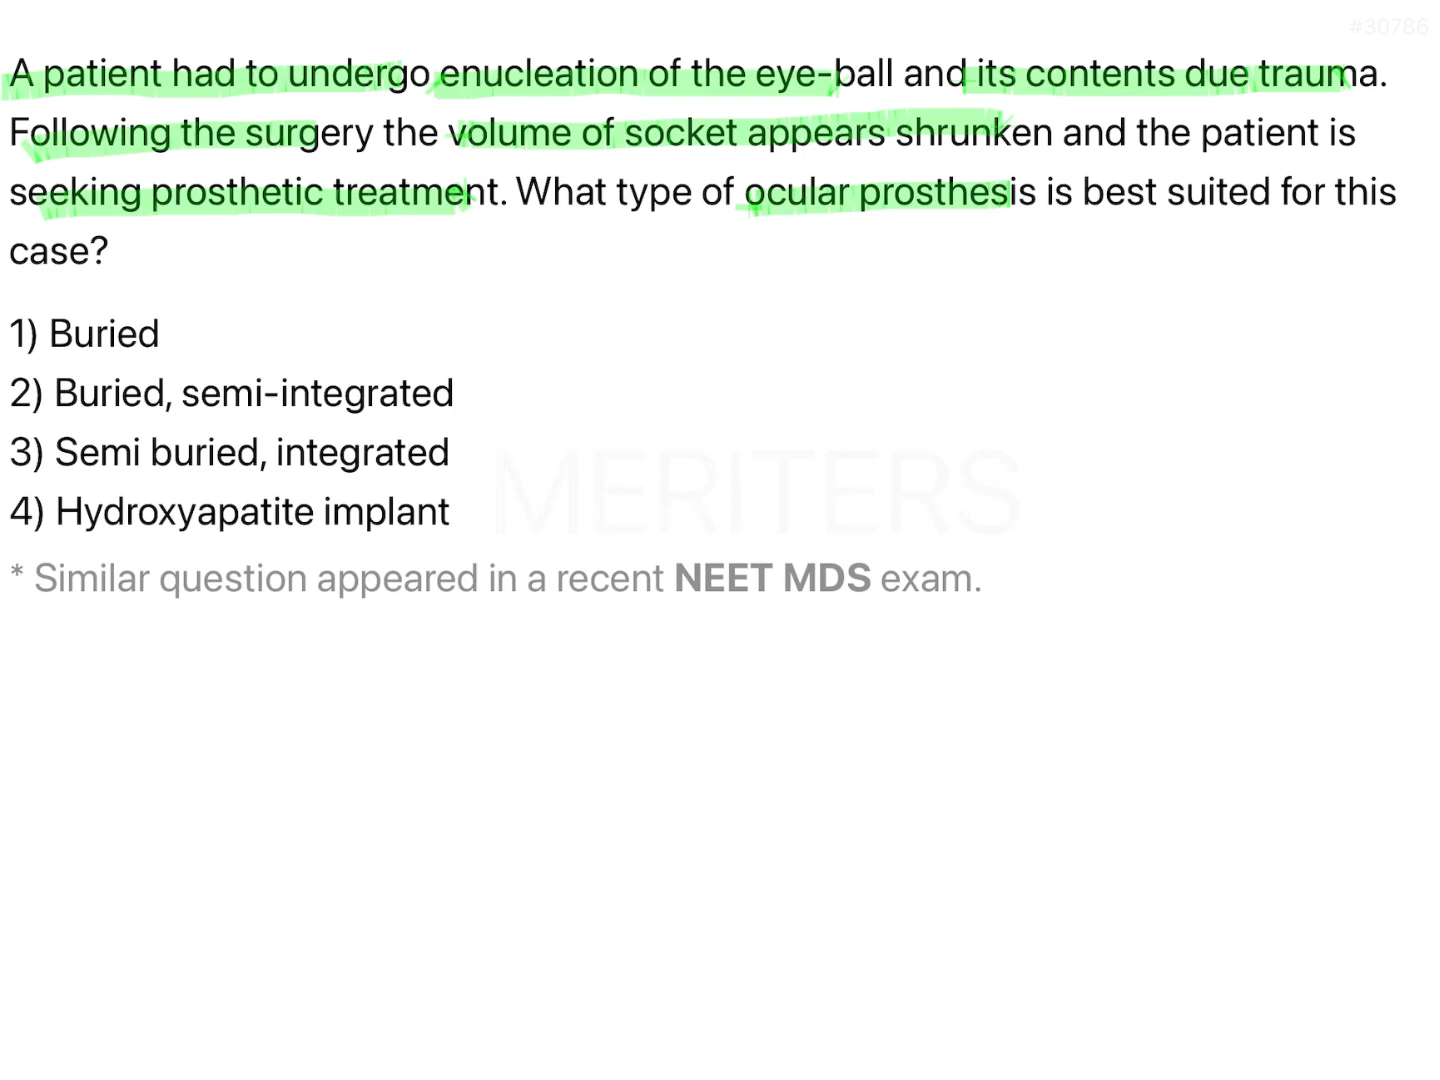 #30786
A patient had to undergo enucleation of the eye-ball and its contents due trauma.
Following the surgery the volume of socket appears shrunken and the patient is
seeking prosthetic treatment. What type of ocular prosthesis is best suited for this
case?
1) Buried
2) Buried, semi-integrated
3) Semi buried, integrated
4) Hydroxyapatite implant
MERITERS
* Similar question appeared in a recent NEET MDS exam.